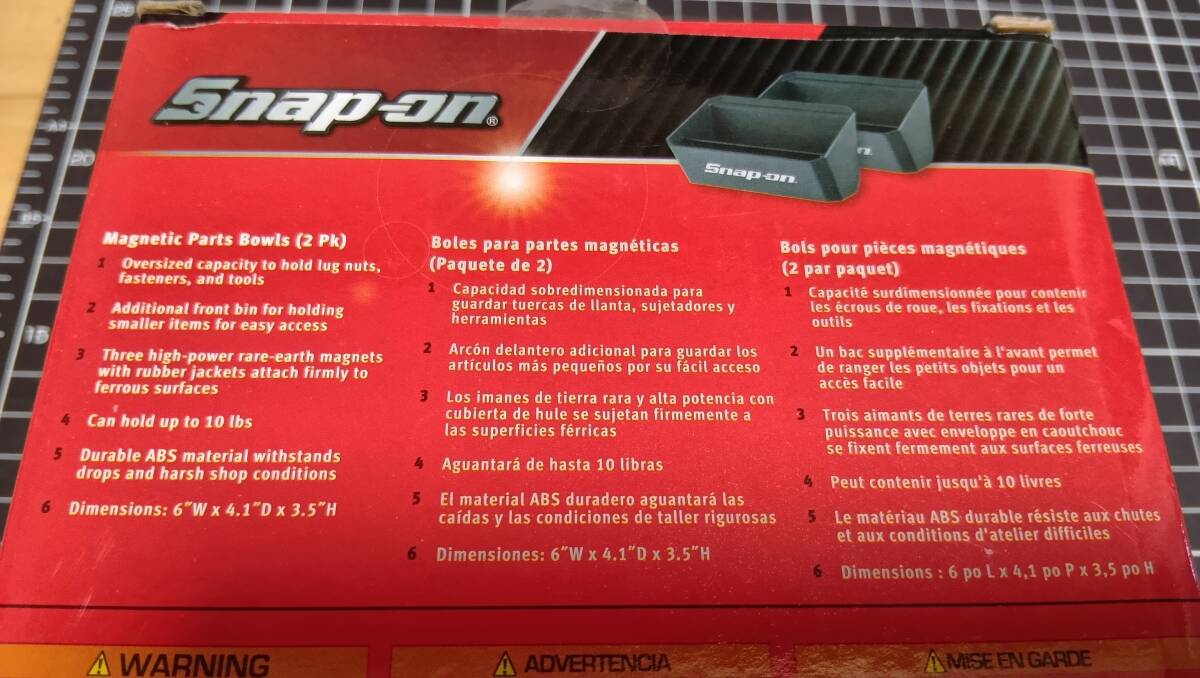 Snap-on®
Snap-on
Magnetic Parts Bowls (2 Pk)
1 Oversized capacity to hold lug nuts,
fasteners, and tools
2 Additional front bin for holding
smaller items for easy access
3 Three high-power rare-earth magnets
with rubber jackets attach firmly to
ferrous surfaces
4 Can hold up to 10 lbs
5 Durable ABS material withstands
drops and harsh shop conditions
6 Dimensions: 6"W x 4.1"D x 3.5"H
Boles para partes magnéticas
(Paquete de 2)
1 Capacidad sobredimensionada para
guardar tuercas de llanta, sujetadores y
herramientas
2 Arcón delantero adicional para guardar los
artículos más pequeños por su fácil acceso
3 Los imanes de tierra rara y alta potencia con
cubierta de hule se sujetan firmemente a
las superficies férricas
4 Aguantará de hasta 10 libras
5 El material ABS duradero aguantará las
caídas y las condiciones de taller rigurosas
6 Dimensiones: 6"W x 4.1"D x 3.5"H
Bols pour pièces magnétiques
(2 par paquet)
1 Capacité surdimensionnée pour contenir
les écrous de roue, les fixations et les
outils
2 Un bac supplémentaire à l'avant permet
de ranger les petits objets pour un
accès facile
3 Trois aimants de terres rares de forte
puissance avec enveloppe en caoutchouc
se fixent fermement aux surfaces ferreuses
4 Peut contenir jusqu'à 10 livres
5 Le matériau ABS durable résiste aux chutes
et aux conditions d'atelier difficiles
6 Dimensions : 6 po L x 4,1 po P x 3,5 po H
WARNING
ADVERTENCIA
MISE EN GARDE